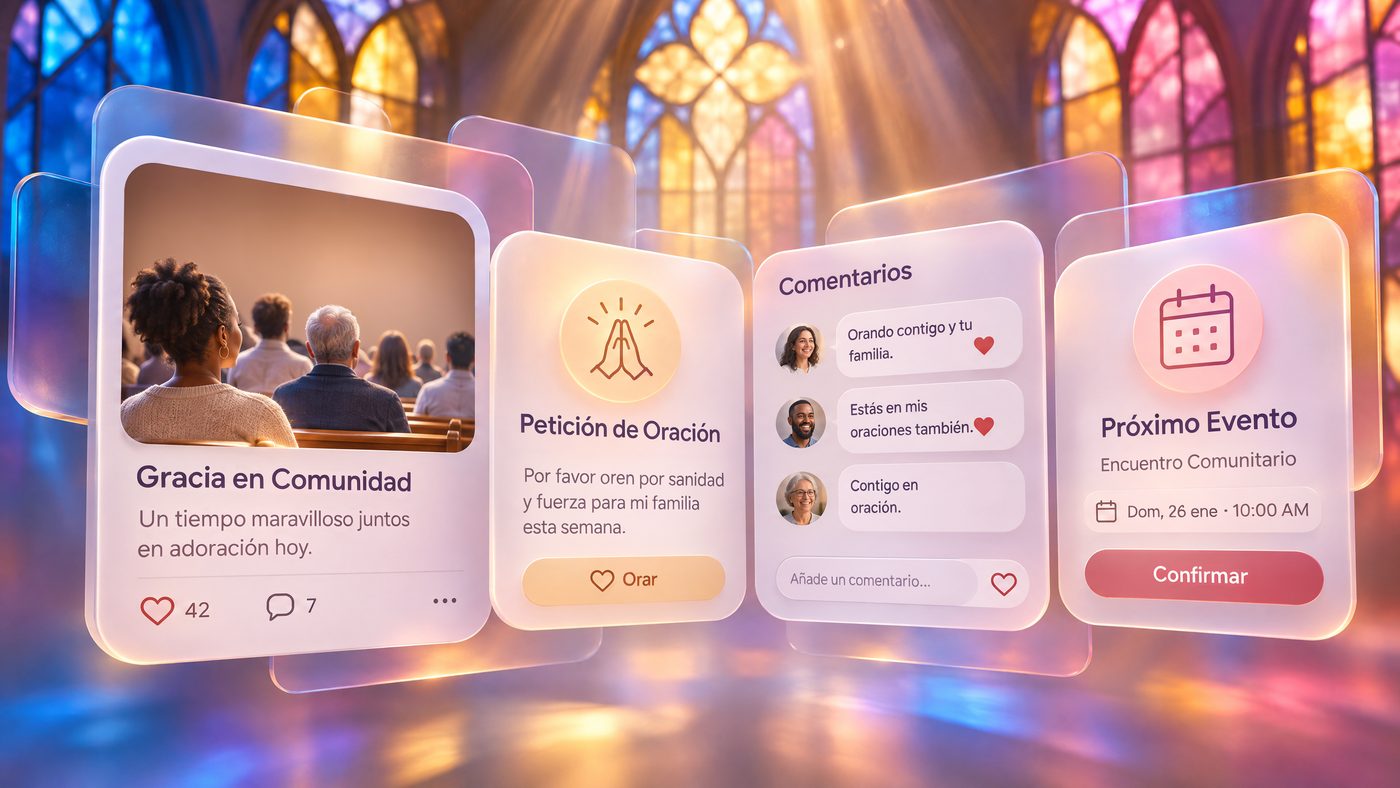 Gracia en Comunidad
Un tiempo maravilloso juntos
en adoración hoy.
42
7
Petición de Oración
Por favor oren por sanidad
y fuerza para mi familia
esta semana.
Orar
Comentarios
Orando contigo y tu
familia.
Estás en mis
oraciones también.
Contigo en
oración.
Añade un comentario...
Próximo Evento
Encuentro Comunitario
Dom, 26 ene · 10:00 AM
Confirmar